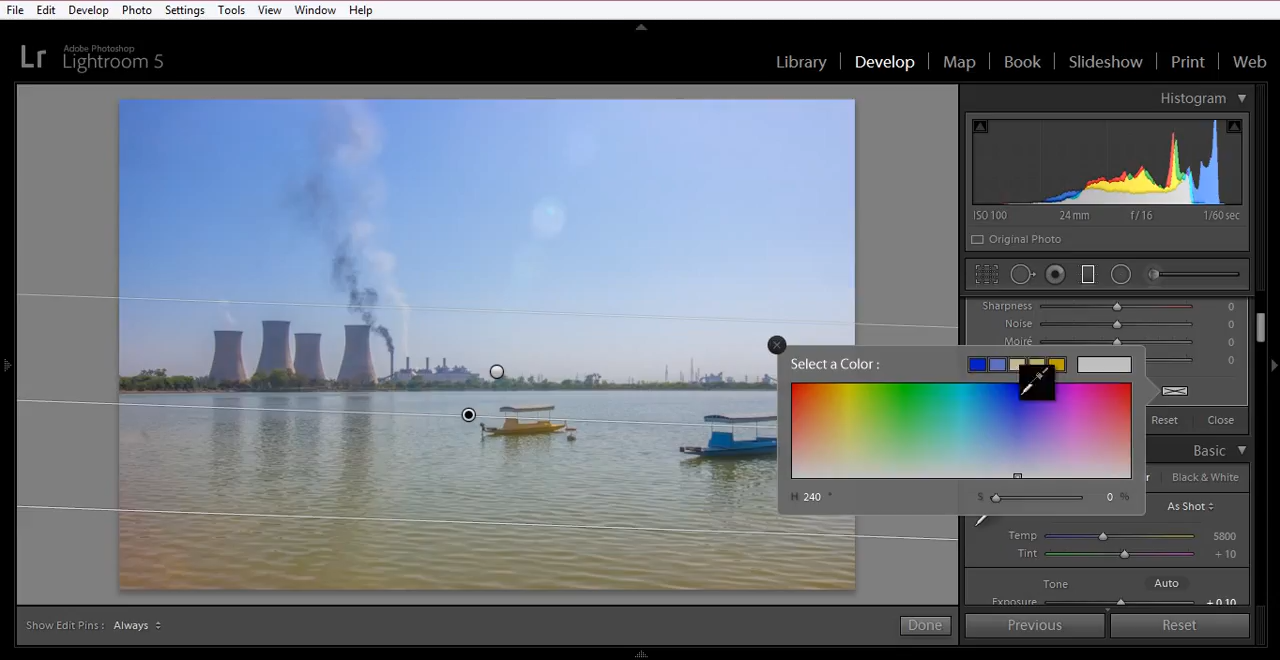 File Edit Develop Photo Settings Tools View Window Help
Lr Adobe Photoshop
Lightroom 5
Library Develop Map Book Slideshow Print Web
Histogram
ISO 100 24 mm f / 16 1/60 sec
Original Photo
Sharpness 0
Noise 0
Moiré 0
0
Select a Color :
H 240 ° S 0 %
Reset Close
Basic
Black & White
As Shot
Temp 5800
Tint + 10
Tone Auto
Exposure + 0.10
Show Edit Pins : Always Done Previous Reset